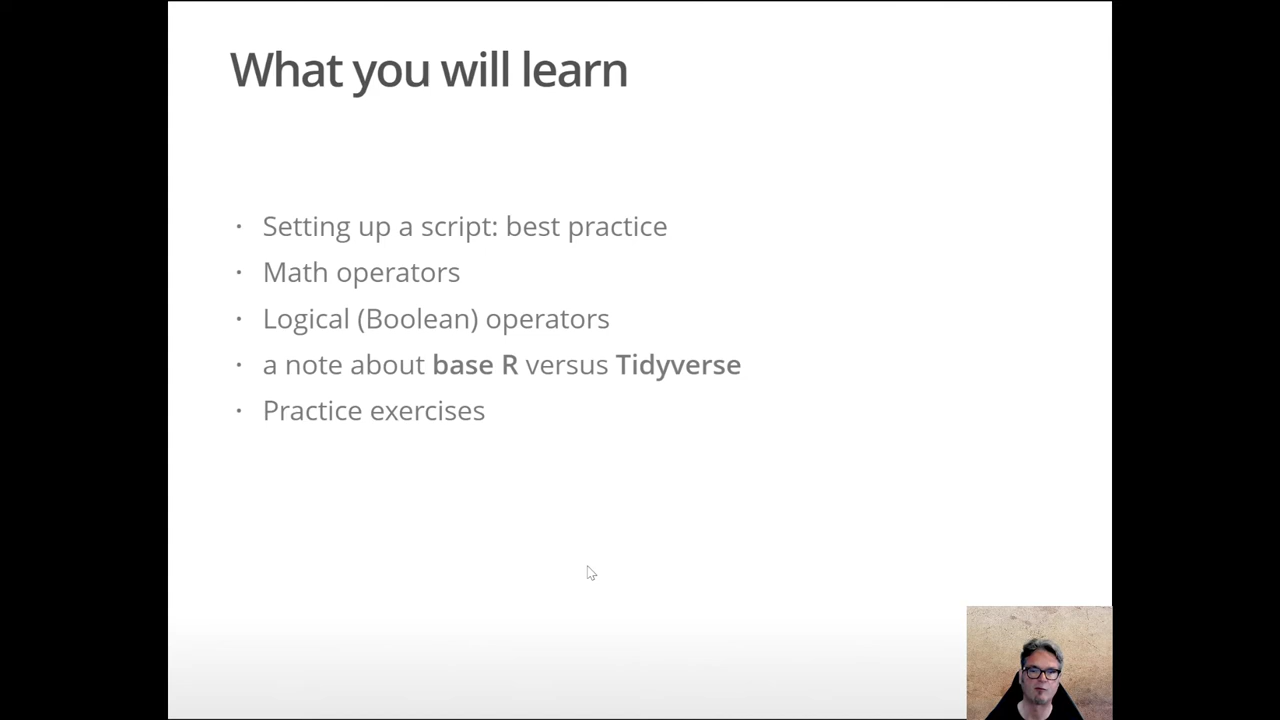 What you will learn
Setting up a script: best practice
Math operators
Logical (Boolean) operators
a note about base R versus Tidyverse
Practice exercises